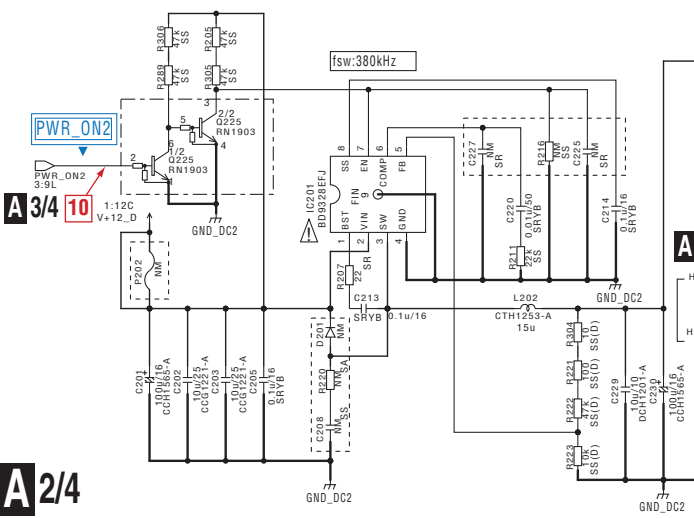 R306
47k
SS
R205
47k
SS
R289
47k
SS
R305
47k
SS
fsw:380kHz
PWR_ON2
3
2/2
Q225
RN1903
5
4
6
1/2
Q225
RN1903
2
1
PWR_ON2
3:9L
A 3/4
10
1:12C
V+12_D
GND_DC2
P202
NM
IC201
BD9328EFJ
8
7
6
5
SS
EN
COMP
FB
FIN
9
BST
VIN
SW
GND
1
2
3
4
C227
NM
SR
R216
NM
SS
C225
NM
SR
C220
0.01u/50
SRYB
C214
0.1u/16
SRYB
R211
22k
SS
GND_DC2
R207
22
SR
C213
SRYB
0.1u/16
L202
CTH1253-A
15u
D201
NM
SA
R220
NM
SS
C208
NM
C201
100u/16
CCH1565-A
C202
10u/25
CCG1221-A
C203
10u/25
CCG1221-A
C205
0.1u/16
SRYB
R304
10
SS(D)
R221
100
SS(D)
R222
47k
SS(D)
R223
10k
SS(D)
C229
10u/10
DCH1201-A
C230
100u/16
CCH1565-A
A
H
H
GND_DC2
GND_DC2
A 2/4